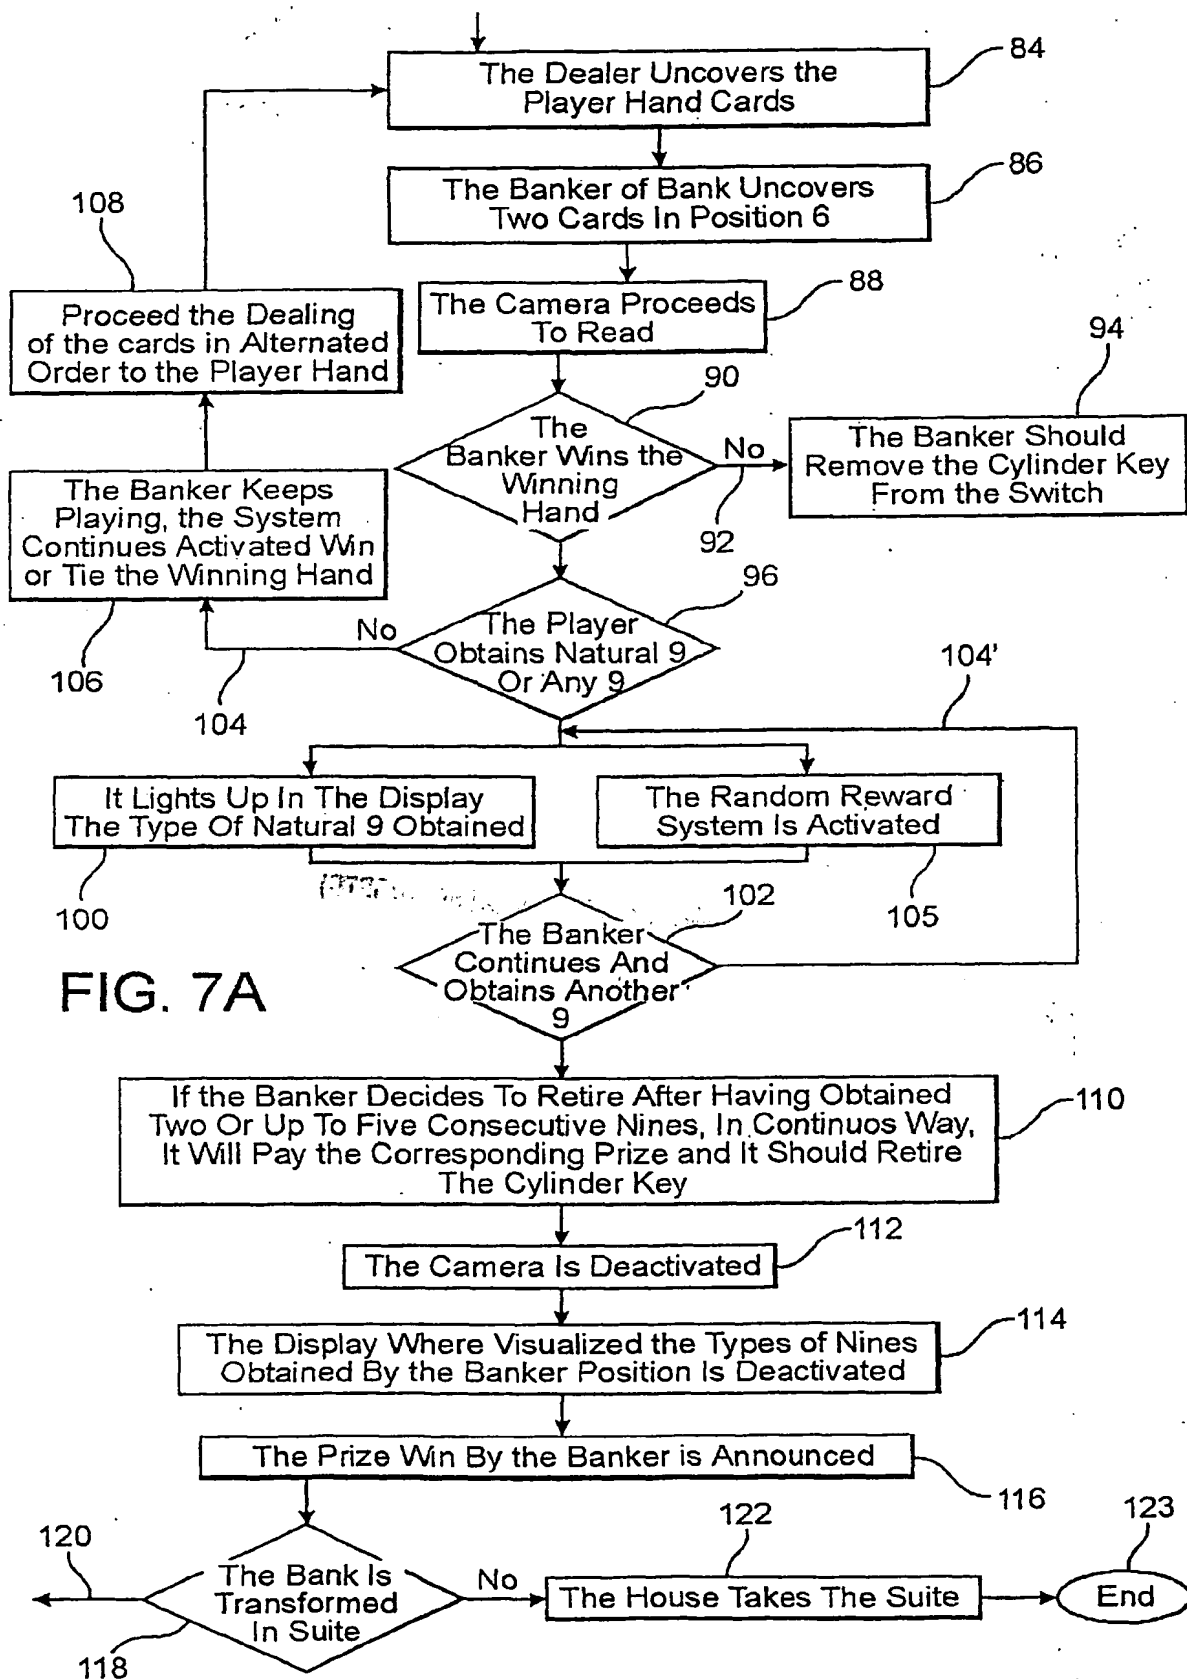 84
The Dealer Uncovers the
Player Hand Cards
86
The Banker of Bank Uncovers
Two Cards In Position 6
108
88
The Camera Proceeds
To Read
Proceed the Dealing
of the cards in Alternated
Order to the Player Hand
94
90
The
Banker Wins the
Winning
Hand
No
92
The Banker Should
Remove the Cylinder Key
From the Switch
The Banker Keeps
Playing, the System
Continues Activated Win
or Tie the Winning Hand
106
96
No
The Player
Obtains Natural 9
Or Any 9
104
104'
It Lights Up In The Display
The Type Of Natural 9 Obtained
The Random Reward
System Is Activated
100
102
105
The Banker
Continues And
Obtains Another
9
FIG. 7A
If the Banker Decides To Retire After Having Obtained
Two Or Up To Five Consecutive Nines, In Continuos Way,
It Will Pay the Corresponding Prize and It Should Retire
The Cylinder Key
110
112
The Camera Is Deactivated
114
The Display Where Visualized the Types of Nines
Obtained By the Banker Position Is Deactivated
The Prize Win By the Banker is Announced
116
120
122
123
The Bank Is
Transformed
In Suite
No
The House Takes The Suite
End
118